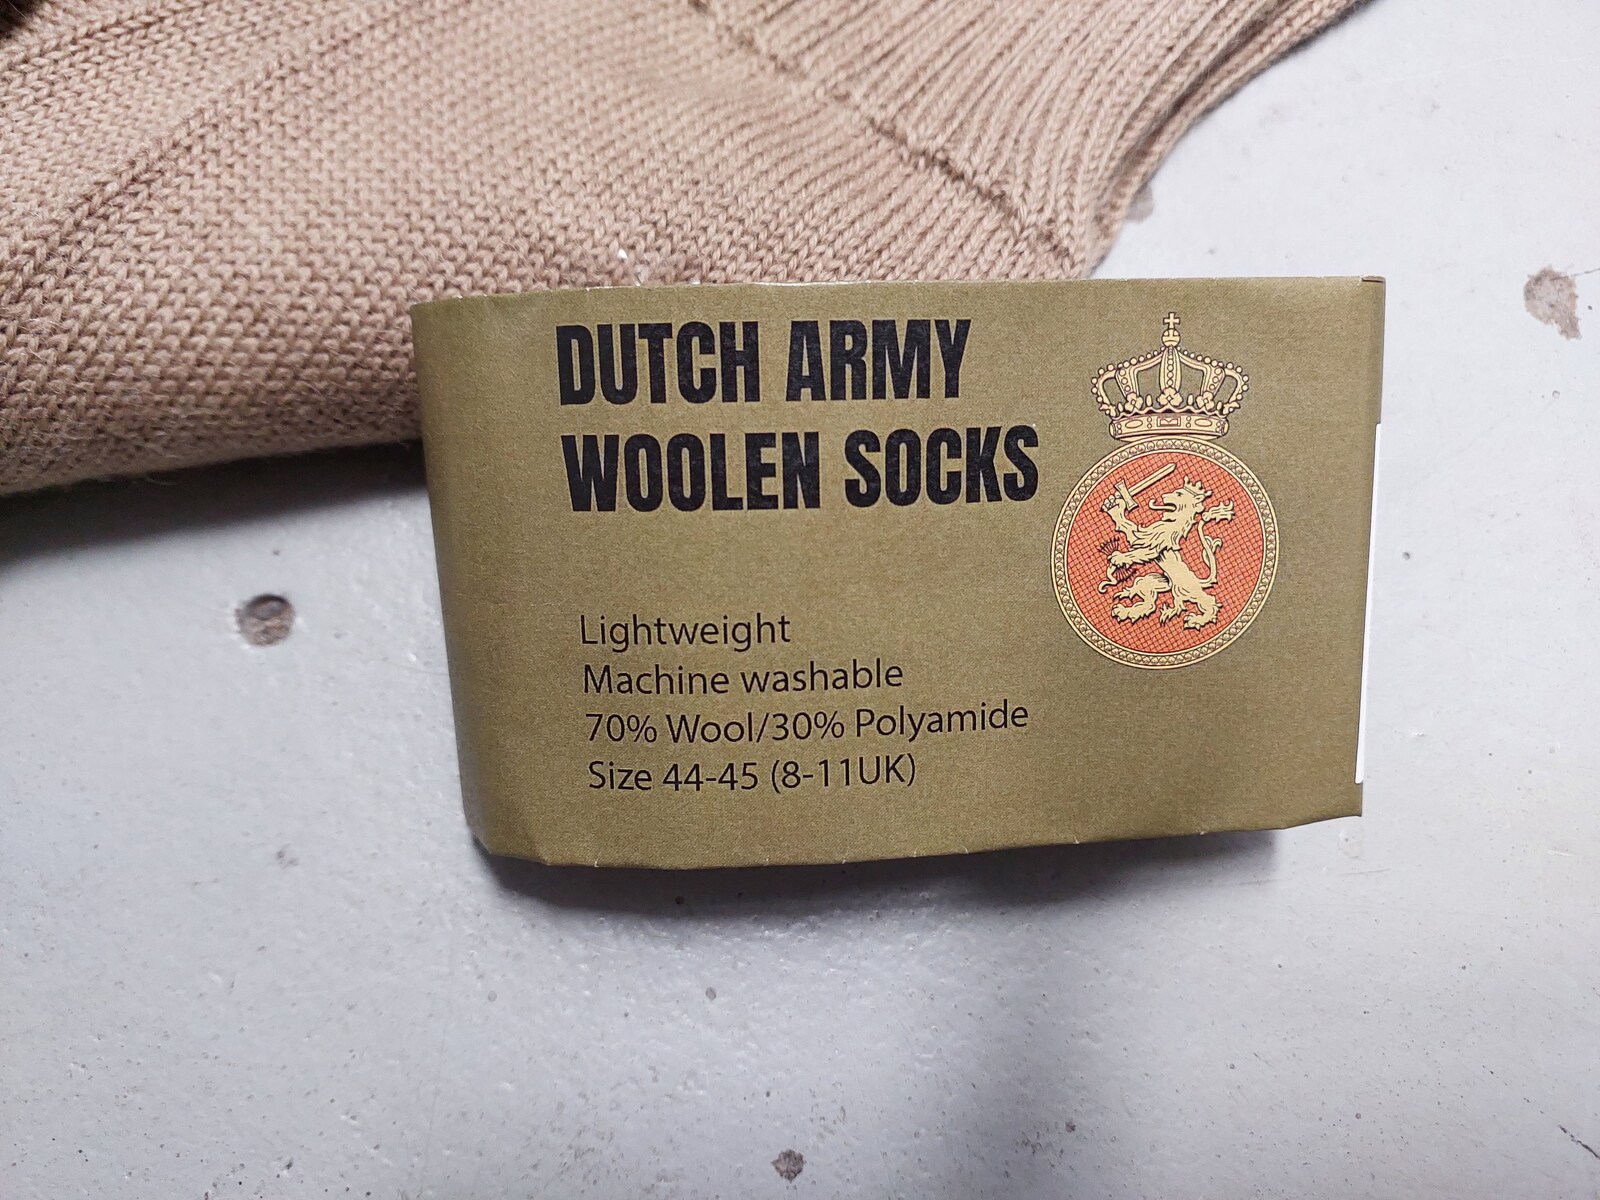 DUTCH ARMY
WOOLEN SOCKS
Lightweight
Machine washable
70% Wool/30% Polyamide
Size 44-45 (8-11UK)